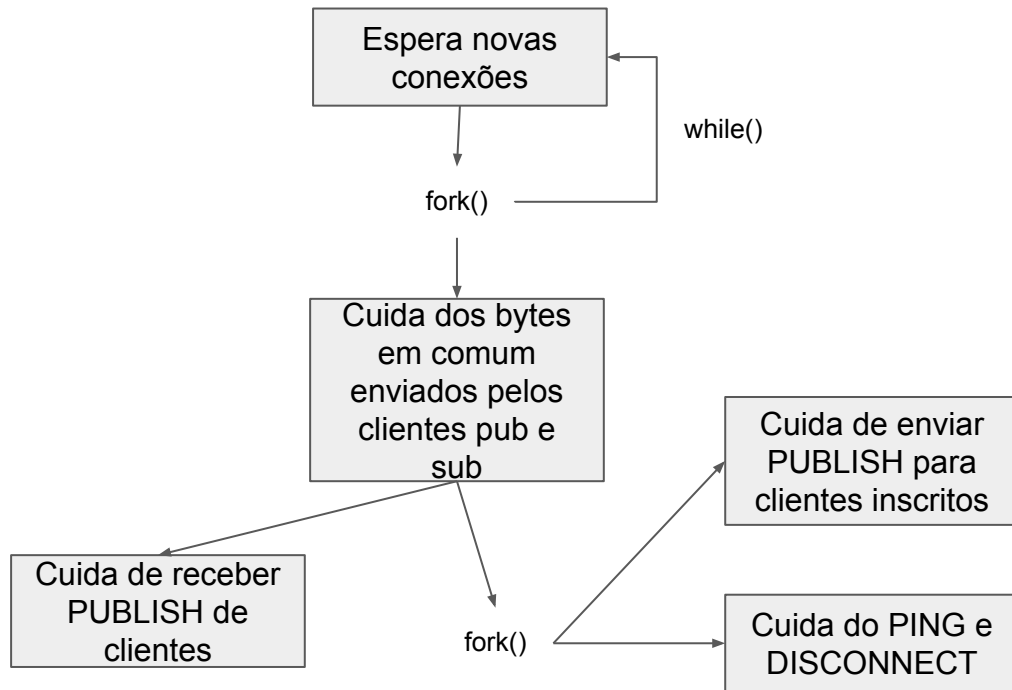 Espera novas
conexões
while()
fork()
Cuida dos bytes
em comum
enviados pelos
clientes pub e
sub
Cuida de enviar
PUBLISH para
clientes inscritos
Cuida de receber
PUBLISH de
clientes
fork()
Cuida do PING e
DISCONNECT